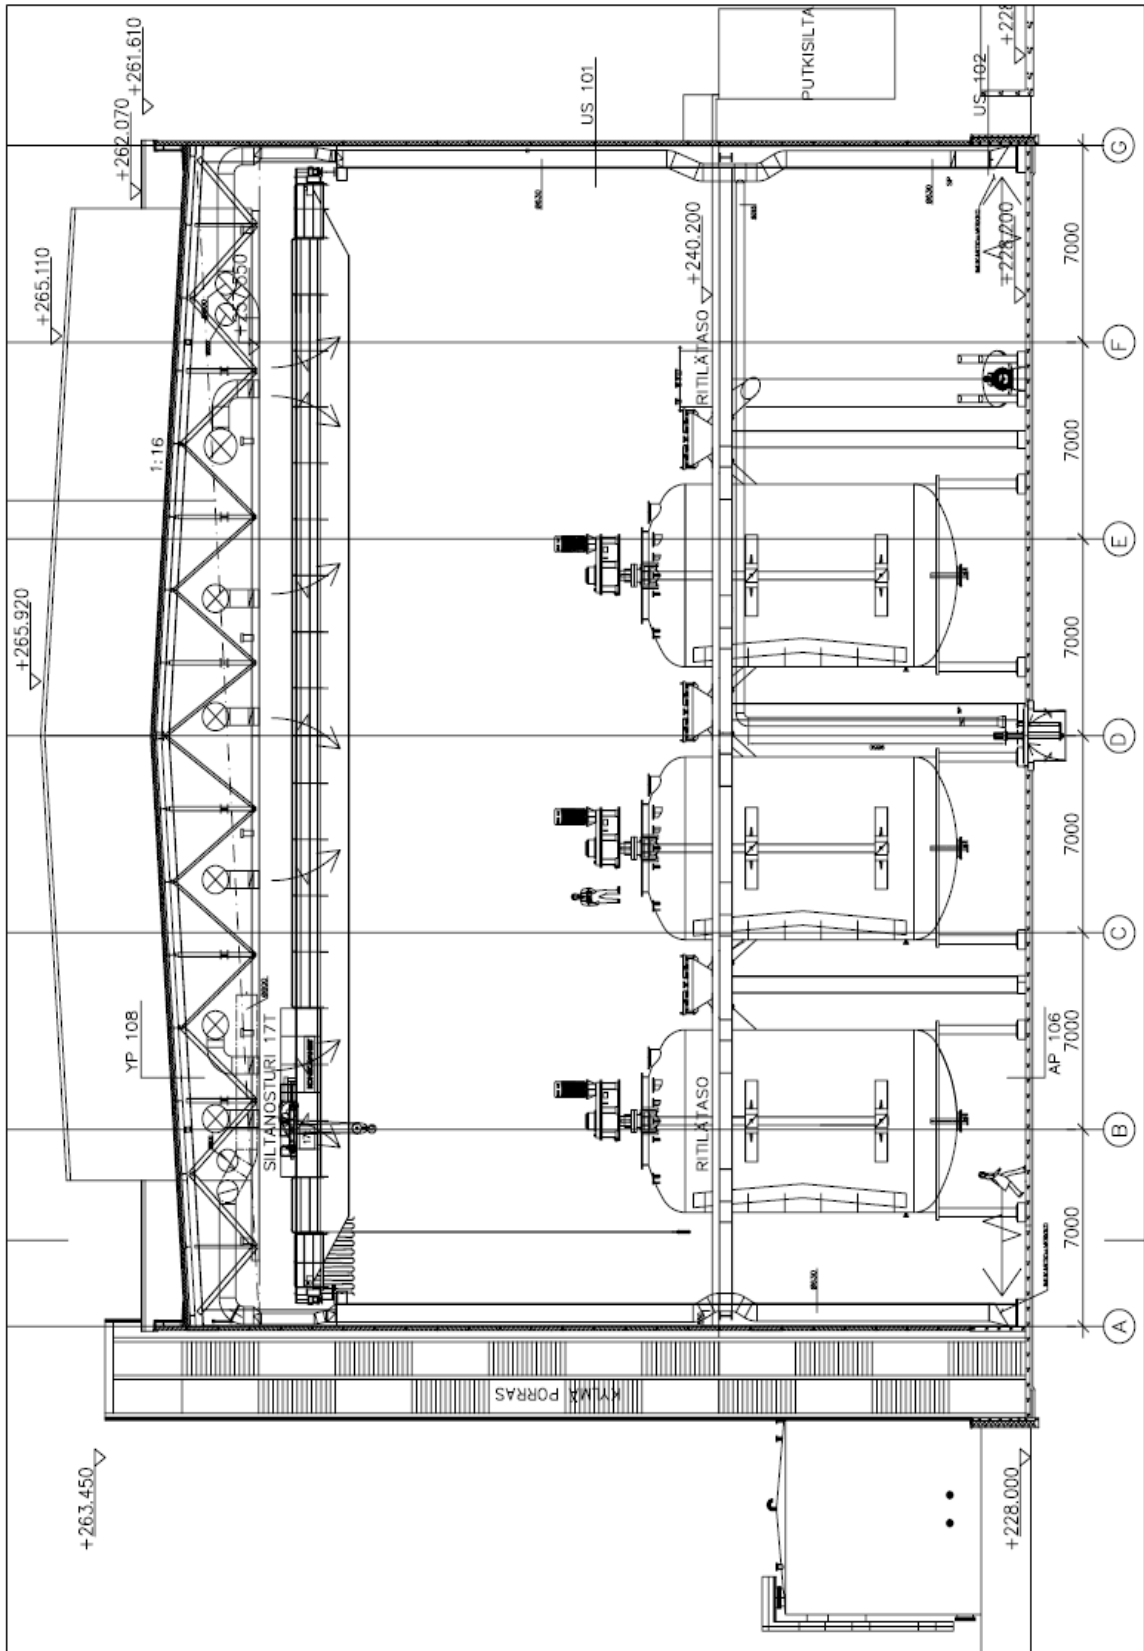 +263.450
+265.920
+265.110
+262.070
+261.610
YP 108
1:16
SILTANOSTURI 17T
US 101
PUTKISILTA
US 102
+240.200
RITILÄTASO
RITILÄTASO
+228.200
KYLMÄ PORRAS
+228.000
AP 106
7000
7000
7000
7000
7000
7000
A
B
C
D
E
F
G